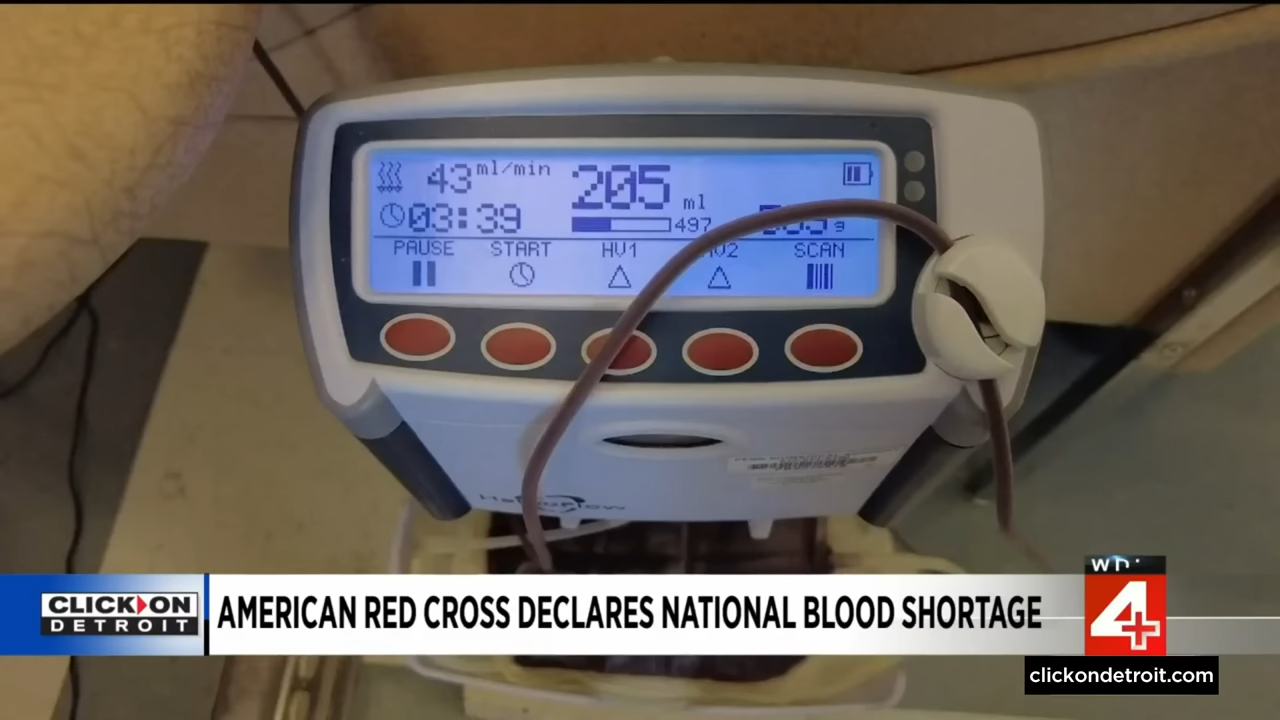 43 ml/min
205 ml
03:39
497
g
PAUSE
START
HV1
SCAN
CLICK ON
DETROIT
AMERICAN RED CROSS DECLARES NATIONAL BLOOD SHORTAGE
4
clickondetroit.com